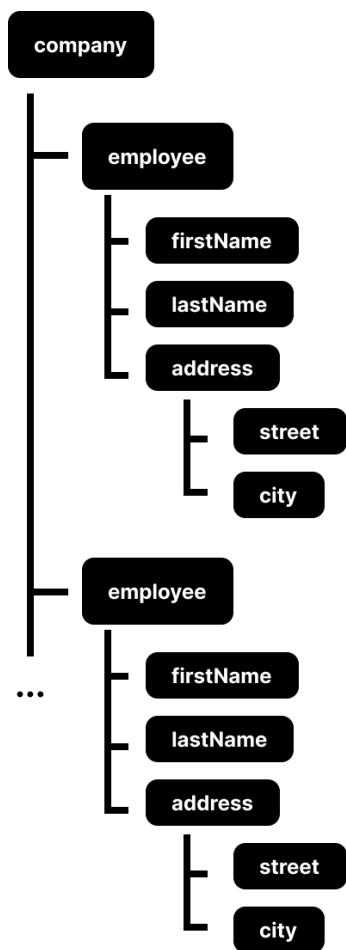 company
employee
firstName
lastName
address
street
city
employee
...
firstName
lastName
address
street
city